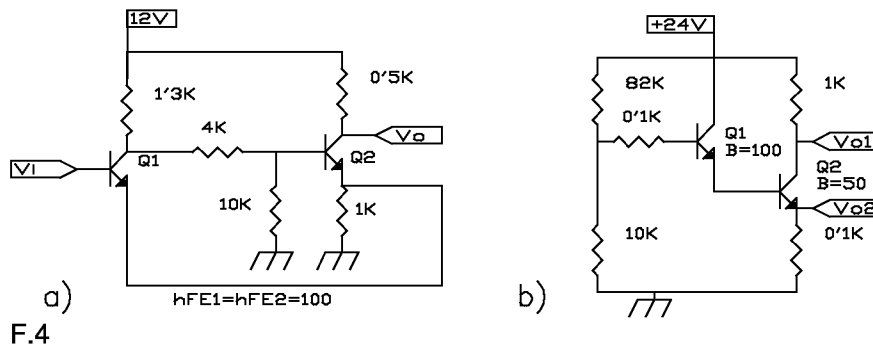 12V
1'3K
0'5K
4K
Vo
Vi
Q1
Q2
10K
1K
a)
hFE1=hFE2=100
F.4
+24V
82K
1K
0'1K
Q1
B=100
Vo1
Q2
B=50
Vo2
10K
0'1K
b)